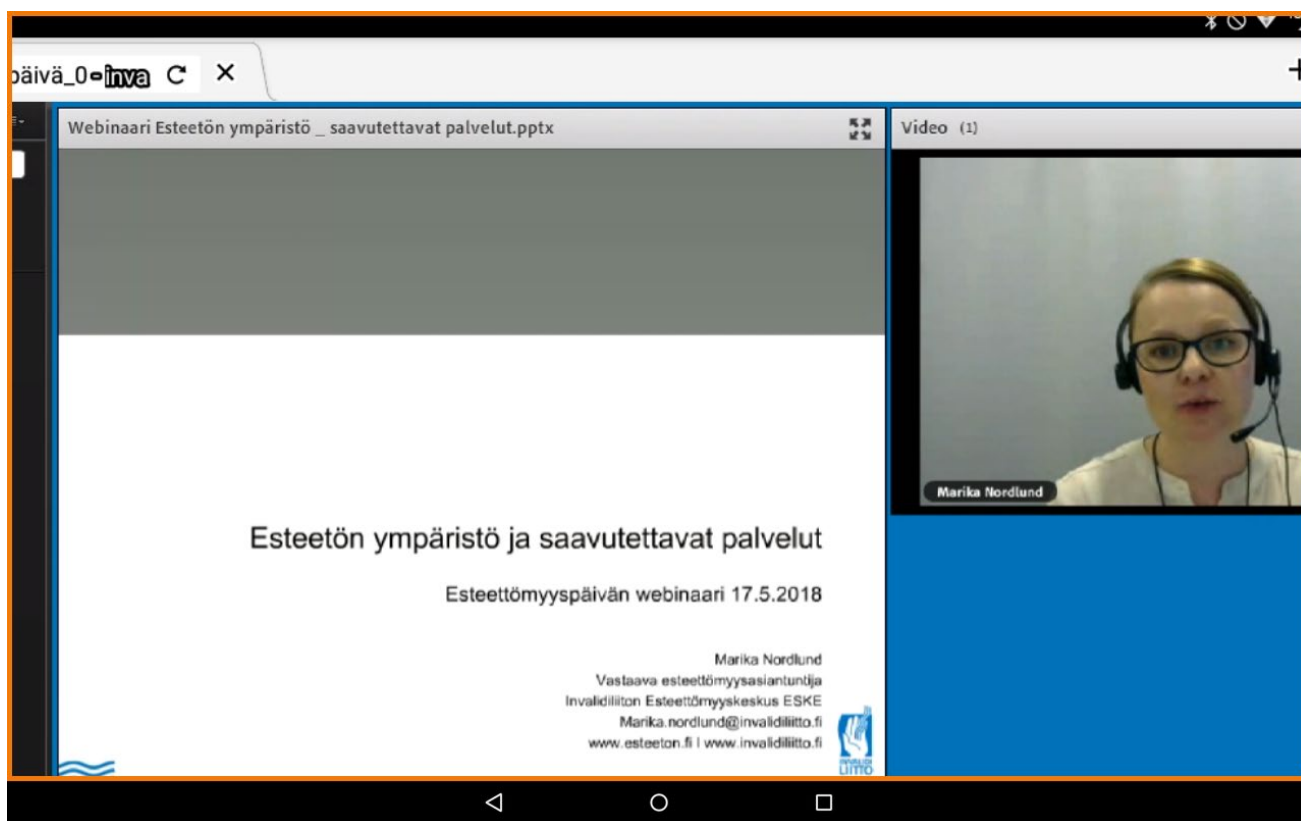 päivä_0-inva
Webinaari Esteetön ympäristö _ saavutettavat palvelut.pptx
Video (1)
Marika Nordlund
Esteetön ympäristö ja saavutettavat palvelut
Esteettömyyspäivän webinaari 17.5.2018
Marika Nordlund
Vastaava esteettömyysasiantuntija
Invalidiliiton Esteettömyyskeskus ESKE
Marika.nordlund@invalidiliitto.fi
www.esteeton.fi I www.invalidiliitto.fi
INVALIDI
LIITTO